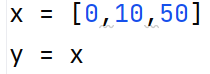 x = [0,10,50]
y = x